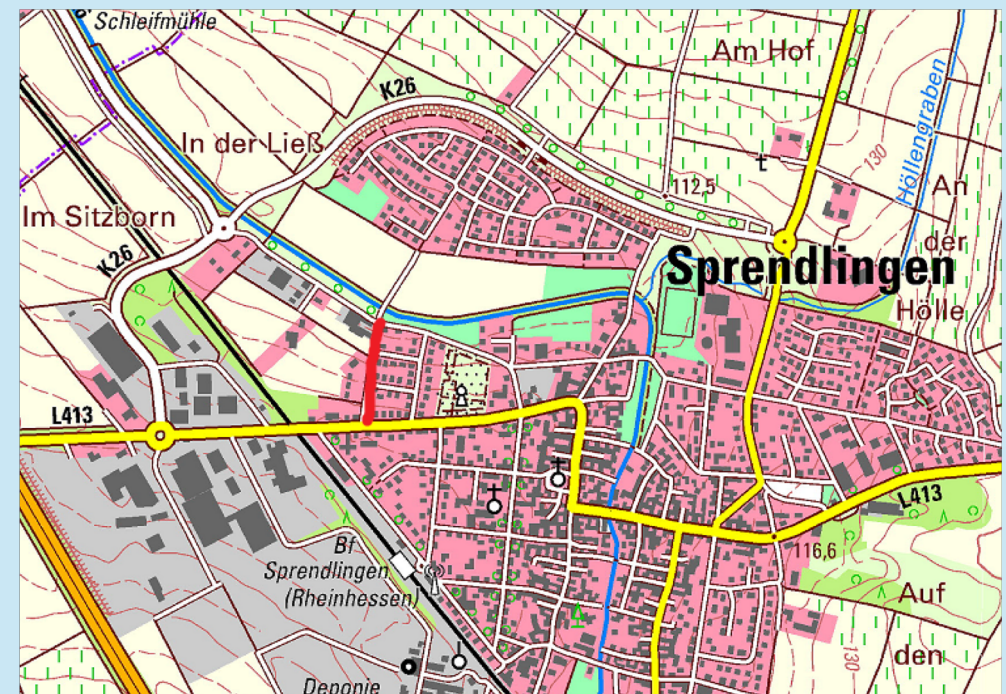 Schleifmühle
K26
Am Hof
In der Ließ
130
Höllengraben
An
der
Hölle
112,5
Im Sitzborn
K26
Sprendlingen
L413
L413
116,6
Bf
Sprendlingen
(Rheinhessen)
Auf
den
130
Deponie